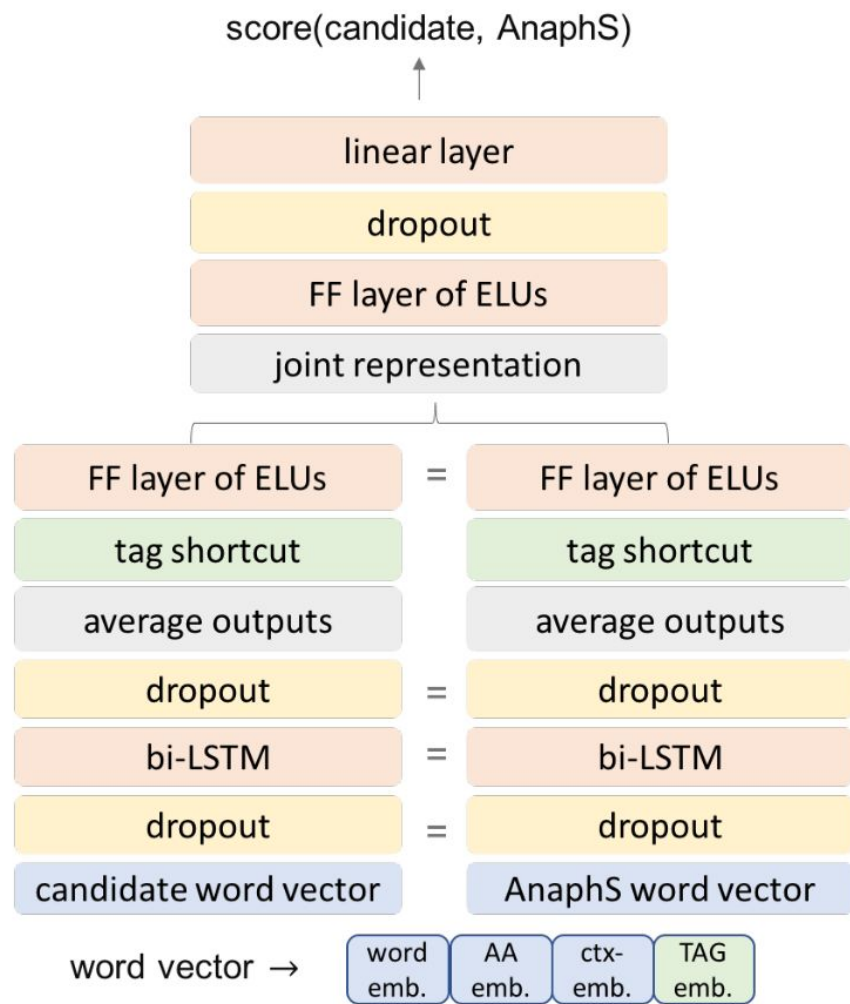 score(candidate, AnaphS)
linear layer
dropout
FF layer of ELUs
joint representation
FF layer of ELUs = FF layer of ELUs
tag shortcut tag shortcut
average outputs average outputs
dropout = dropout
bi-LSTM = bi-LSTM
dropout = dropout
candidate word vector AnaphS word vector
word vector → word emb. AA emb. ctx- emb. TAG emb.